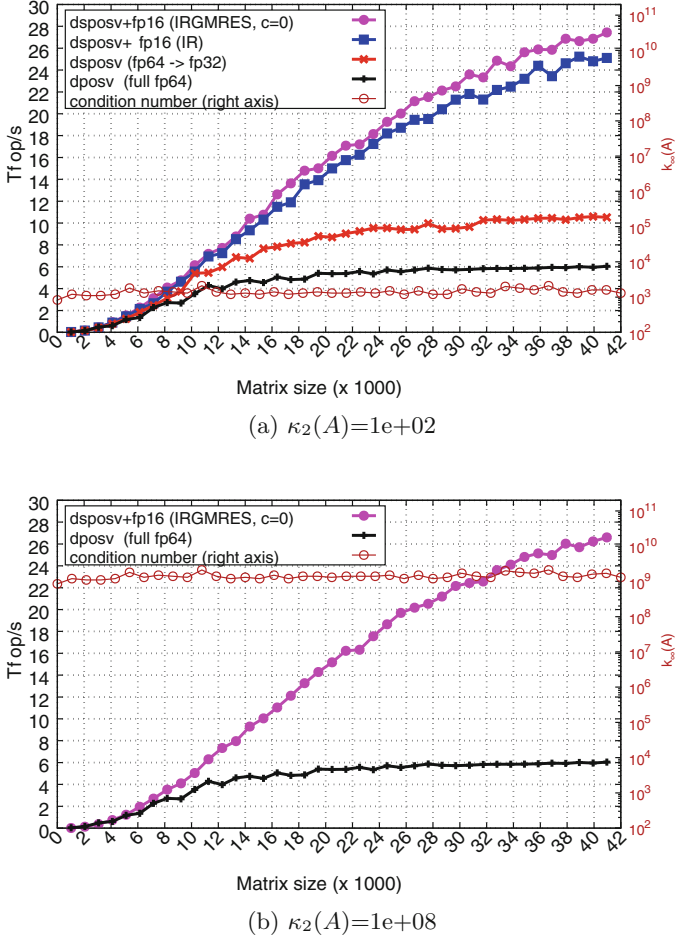 30
28
26
24
22
20
18
16
14
12
10
8
6
4
2
0
Tfop/s
dsposv+fp16 (IRGMRES, c=0)
dsposv+ fp16 (IR)
dsposv (fp64 -> fp32)
dposv (full fp64)
condition number (right axis)
10¹¹
10¹⁰
10⁹
10⁸
10⁷
10⁶
10⁵
10⁴
10³
10²
k∞(A)
0 2 4 6 8 10 12 14 16 18 20 22 24 26 28 30 32 34 36 38 40 42
Matrix size (x 1000)
(a) κ₂(A)=1e+02
30
28
26
24
22
20
18
16
14
12
10
8
6
4
2
0
Tfop/s
dsposv+fp16 (IRGMRES, c=0)
dposv (full fp64)
condition number (right axis)
10¹¹
10¹⁰
10⁹
10⁸
10⁷
10⁶
10⁵
10⁴
10³
10²
k∞(A)
0 2 4 6 8 10 12 14 16 18 20 22 24 26 28 30 32 34 36 38 40 42
Matrix size (x 1000)
(b) κ₂(A)=1e+08